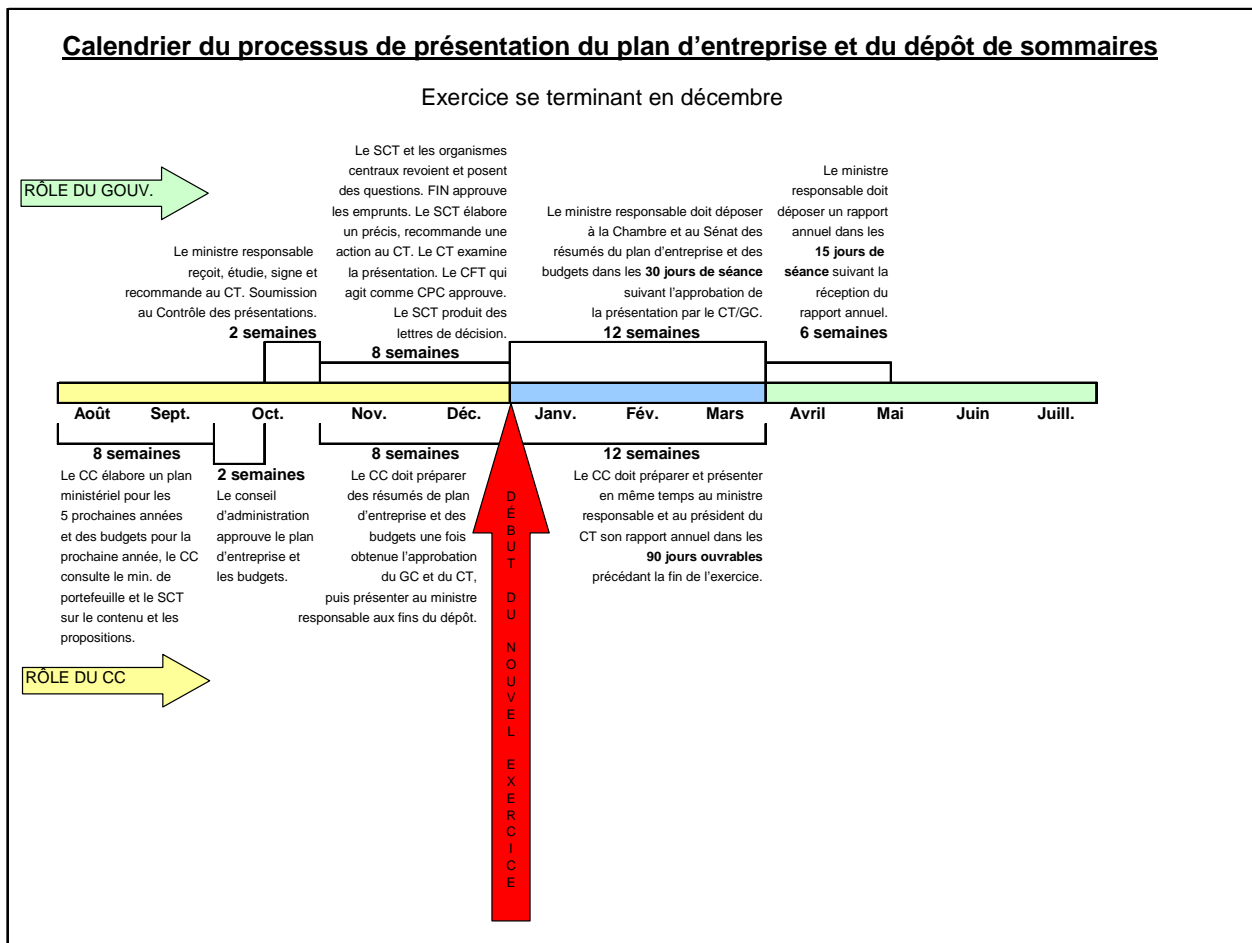 Calendrier du processus de présentation du plan d’entreprise et du dépôt de sommaires
Exercice se terminant en décembre
RÔLE DU GOUV.
Le ministre responsable
reçoit, étudie, signe et
recommande au CT. Soumission
au Contrôle des présentations.
2 semaines
Le SCT et les organismes
centraux revoient et posent
des questions. FIN approuve
les emprunts. Le SCT élabore
un précis, recommande une
action au CT. Le CT examine
la présentation. Le CFT qui
agit comme CPC approuve.
Le SCT produit des
lettres de décision.
8 semaines
Le ministre responsable doit déposer
à la Chambre et au Sénat des
résumés du plan d’entreprise et des
budgets dans les 30 jours de séance
suivant l’approbation de
la présentation par le CT/GC.
12 semaines
Le ministre
responsable doit
déposer un rapport
annuel dans les
15 jours de
séance suivant la
réception du
rapport annuel.
6 semaines
Août Sept. Oct. Nov. Déc. Janv. Fév. Mars Avril Mai Juin Juill.
8 semaines
Le CC élabore un plan
ministériel pour les
5 prochaines années
et des budgets pour la
prochaine année, le CC
consulte le min. de
portefeuille et le SCT
sur le contenu et les
propositions.
2 semaines
Le conseil
d’administration
approuve le plan
d’entreprise et
les budgets.
8 semaines
Le CC doit préparer
des résumés de plan
d’entreprise et des
budgets une fois
obtenue l’approbation
du GC et du CT,
puis présenter au ministre
responsable aux fins du dépôt.
DÉBUT DU NOUVEL EXERCICE
12 semaines
Le CC doit préparer et présenter
en même temps au ministre
responsable et au président du
CT son rapport annuel dans les
90 jours ouvrables
précédant la fin de l’exercice.
RÔLE DU CC